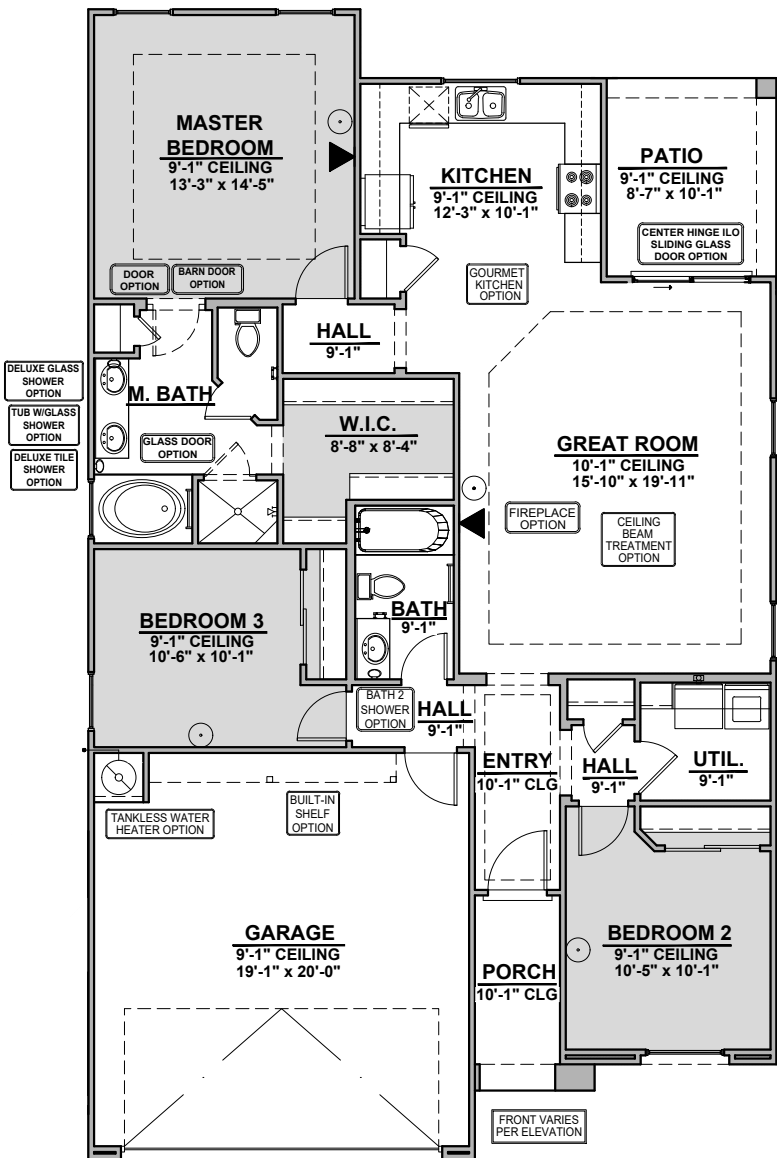 MASTER
BEDROOM
9'-1" CEILING
13'-3" x 14'-5"
KITCHEN
9'-1" CEILING
12'-3" x 10'-1"
PATIO
9'-1" CEILING
8'-7" x 10'-1"
CENTER HINGE ILO
SLIDING GLASS
DOOR OPTION
DOOR
OPTION
BARN DOOR
OPTION
GOURMET
KITCHEN
OPTION
HALL
9'-1"
DELUXE GLASS
SHOWER
OPTION
TUB W/GLASS
SHOWER
OPTION
DELUXE TILE
SHOWER
OPTION
M. BATH
GLASS DOOR
OPTION
W.I.C.
8'-8" x 8'-4"
GREAT ROOM
10'-1" CEILING
15'-10" x 19'-11"
FIREPLACE
OPTION
CEILING
BEAM
TREATMENT
OPTION
BEDROOM 3
9'-1" CEILING
10'-6" x 10'-1"
BATH
9'-1"
BATH 2
SHOWER
OPTION
HALL
9'-1"
ENTRY
10'-1" CLG
HALL
9'-1"
UTIL.
9'-1"
TANKLESS WATER
HEATER OPTION
BUILT-IN
SHELF
OPTION
GARAGE
9'-1" CEILING
19'-1" x 20'-0"
PORCH
10'-1" CLG
BEDROOM 2
9'-1" CEILING
10'-5" x 10'-1"
FRONT VARIES
PER ELEVATION